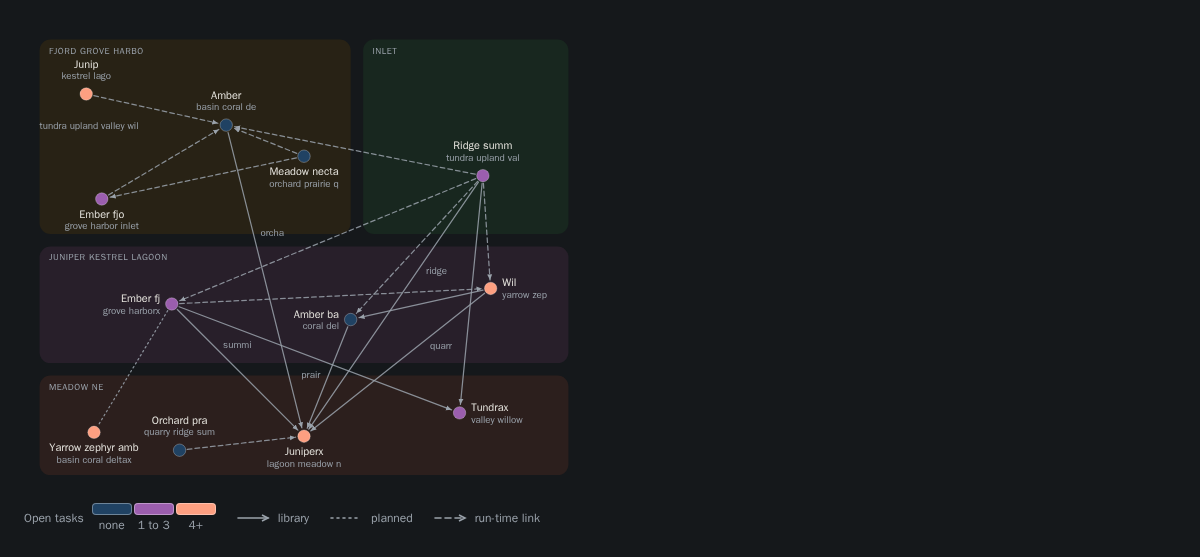 FJORD GROVE HARBO
INLET
Junip
kestrel lago
Amber
basin coral de
tundra upland valley wil
Ridge summ
tundra upland val
Meadow necta
orchard prairie q
Ember fjo
grove harbor inlet
orcha
JUNIPER KESTREL LAGOON
ridge
Wil
yarrow zep
Ember fj
grove harborx
Amber ba
coral del
summi
quarr
prair
MEADOW NE
Tundrax
valley willow
Orchard pra
quarry ridge sum
Yarrow zephyr amb
basin coral deltax
Juniperx
lagoon meadow n
Open tasks
none
1 to 3
4+
library
planned
run-time link